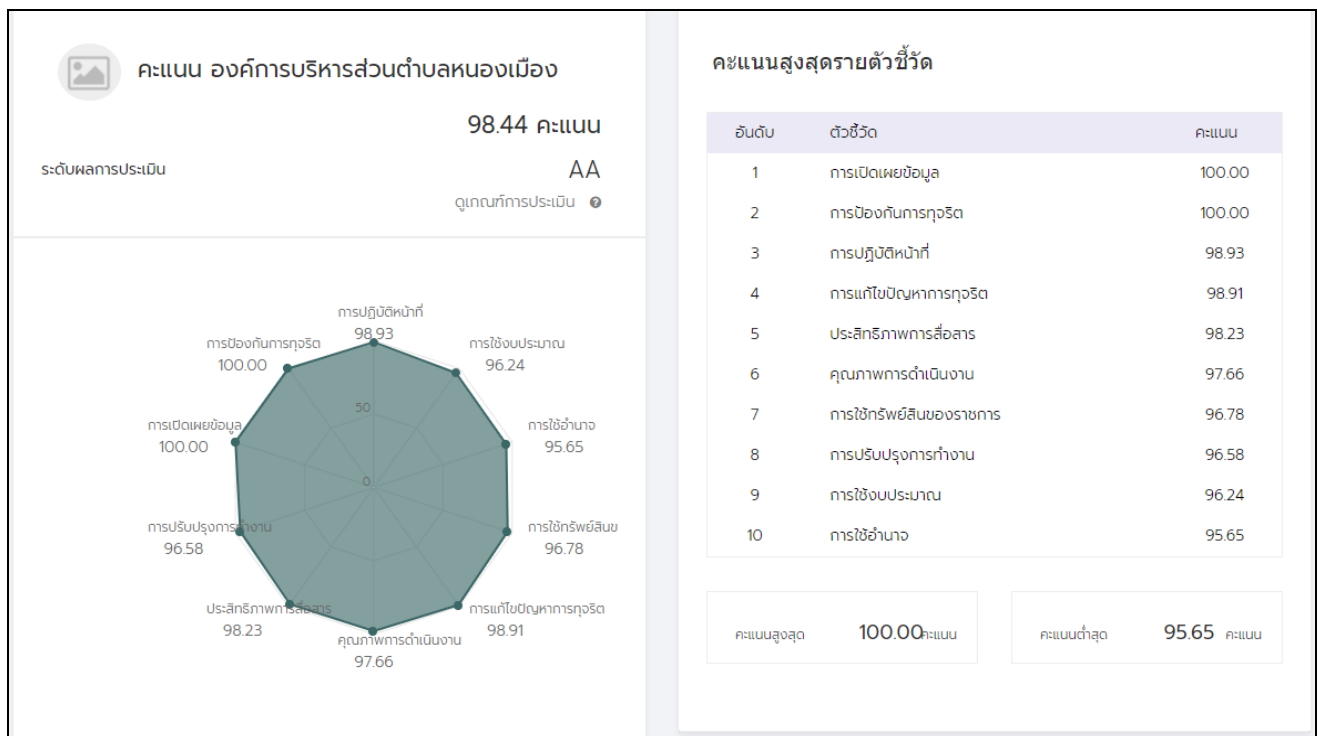 คะแนน องค์การบริหารส่วนตำบลหนองเมือง
98.44 คะแนน
ระดับผลการประเมิน AA
ดูเกณฑ์การประเมิน
การปฏิบัติหน้าที่
98.93
การป้องกันการทุจริต
100.00
การใช้งบประมาณ
96.24
50
การเปิดเผยข้อมูล
100.00
การใช้อำนาจ
95.65
0
การปรับปรุงการทำงาน
96.58
การใช้ทรัพย์สินข
96.78
ประสิทธิภาพการสื่อสาร
98.23
การแก้ไขปัญหาการทุจริต
98.91
คุณภาพการดำเนินงาน
97.66
คะแนนสูงสุดรายตัวชี้วัด
อันดับ ตัวชี้วัด คะแนน
1 การเปิดเผยข้อมูล 100.00
2 การป้องกันการทุจริต 100.00
3 การปฏิบัติหน้าที่ 98.93
4 การแก้ไขปัญหาการทุจริต 98.91
5 ประสิทธิภาพการสื่อสาร 98.23
6 คุณภาพการดำเนินงาน 97.66
7 การใช้ทรัพย์สินของราชการ 96.78
8 การปรับปรุงการทำงาน 96.58
9 การใช้งบประมาณ 96.24
10 การใช้อำนาจ 95.65
คะแนนสูงสุด 100.00คะแนน
คะแนนต่ำสุด 95.65 คะแนน